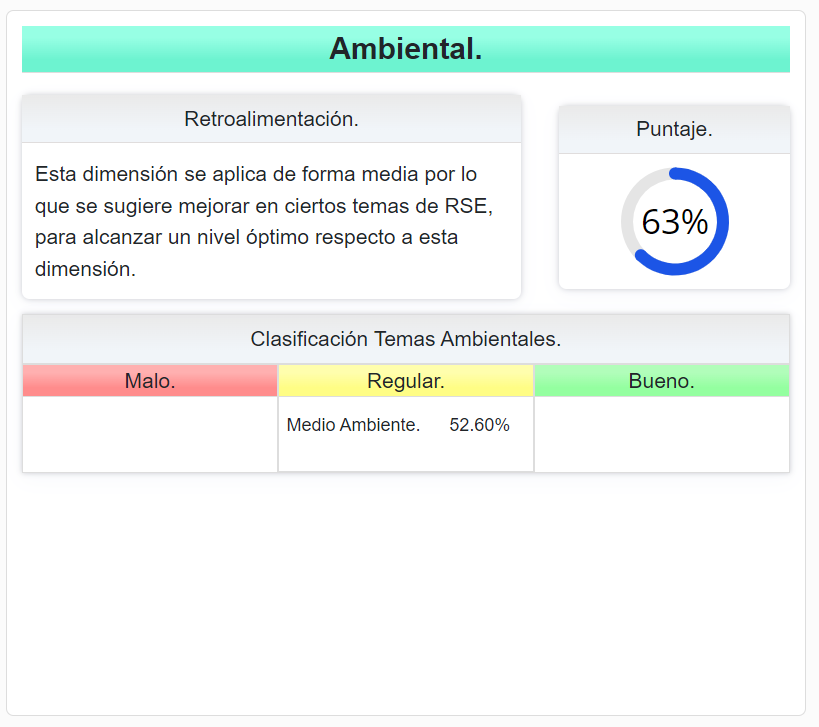 Ambiental.
Retroalimentación.
Esta dimensión se aplica de forma media por lo
que se sugiere mejorar en ciertos temas de RSE,
para alcanzar un nivel óptimo respecto a esta
dimensión.
Puntaje.
63%
Clasificación Temas Ambientales.
Malo. Regular. Bueno.
Medio Ambiente. 52.60%